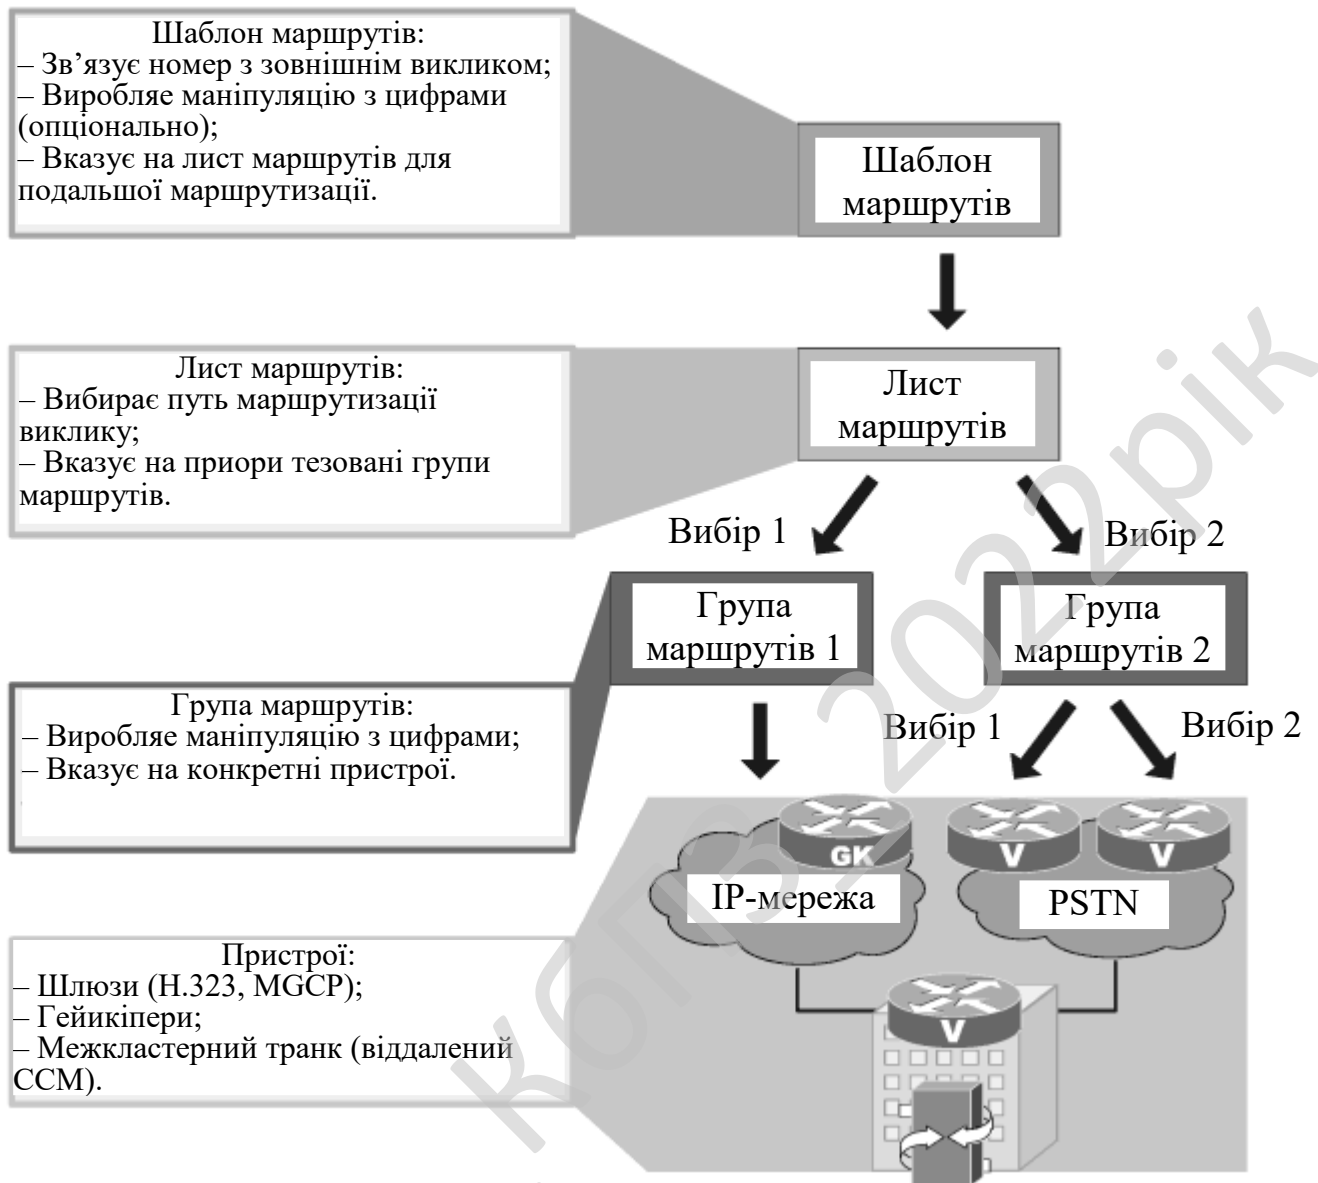 Шаблон маршрутів:
– Зв’язує номер з зовнішнім викликом;
– Виробляє маніпуляцію з цифрами
(опціонально);
– Вказує на лист маршрутів для
подальшої маршрутизації.
Шаблон
маршрутів
Лист маршрутів:
– Вибирає путь маршрутизації
виклику;
– Вказує на приори тезовані групи
маршрутів.
Лист
маршрутів
Вибір 1
Вибір 2
Група
маршрутів 1
Група
маршрутів 2
Група маршрутів:
– Виробляє маніпуляцію з цифрами;
– Вказує на конкретні пристрої.
Вибір 1
Вибір 2
GK
V
V
IP-мережа
PSTN
Пристрої:
– Шлюзи (H.323, MGCP);
– Гейикіпери;
– Межкластерний транк (віддалений
CCM).
V
КбПЗ_2022рік